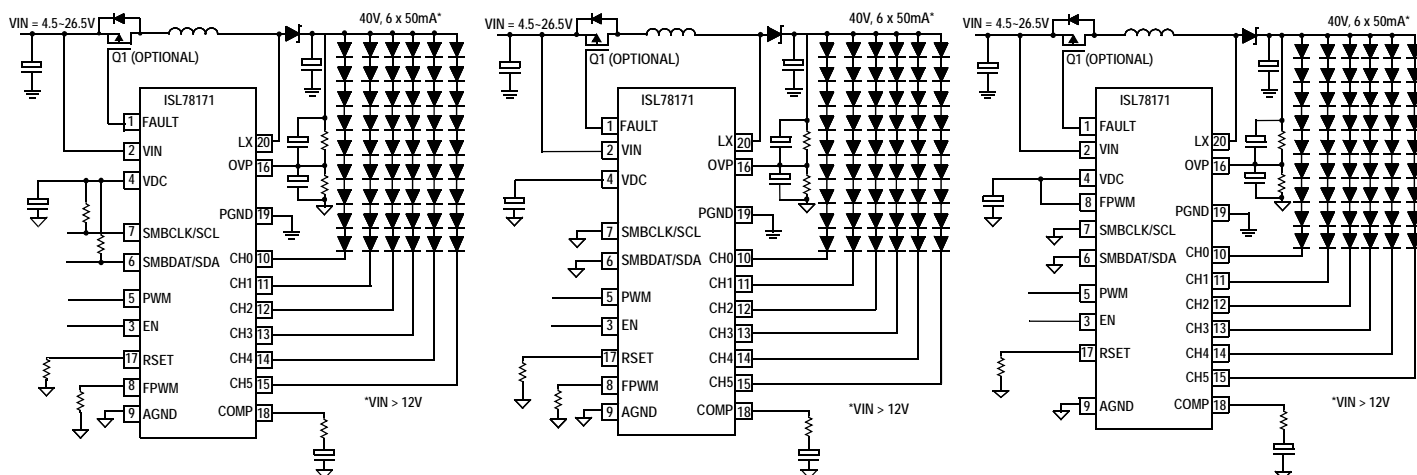 VIN = 4.5~26.5V
40V, 6 x 50mA*
Q1 (OPTIONAL)
ISL78171
1 FAULT
LX 20
2 VIN
OVP 16
4 VDC
PGND 19
7 SMBCLK/SCL
6 SMBDAT/SDA
CH0 10
CH1 11
5 PWM
CH2 12
3 EN
CH3 13
17 RSET
CH4 14
8 FPWM
CH5 15
9 AGND
COMP 18
*VIN > 12V
VIN = 4.5~26.5V
40V, 6 x 50mA*
Q1 (OPTIONAL)
ISL78171
1 FAULT
LX 20
2 VIN
OVP 16
4 VDC
PGND 19
7 SMBCLK/SCL
6 SMBDAT/SDA
CH0 10
CH1 11
5 PWM
CH2 12
3 EN
CH3 13
17 RSET
CH4 14
8 FPWM
CH5 15
9 AGND
COMP 18
*VIN > 12V
VIN = 4.5~26.5V
40V, 6 x 50mA*
Q1 (OPTIONAL)
ISL78171
1 FAULT
LX 20
2 VIN
OVP 16
4 VDC
8 FPWM
PGND 19
7 SMBCLK/SCL
6 SMBDAT/SDA
CH0 10
CH1 11
5 PWM
CH2 12
3 EN
CH3 13
17 RSET
CH4 14
CH5 15
9 AGND
COMP 18
*VIN > 12V